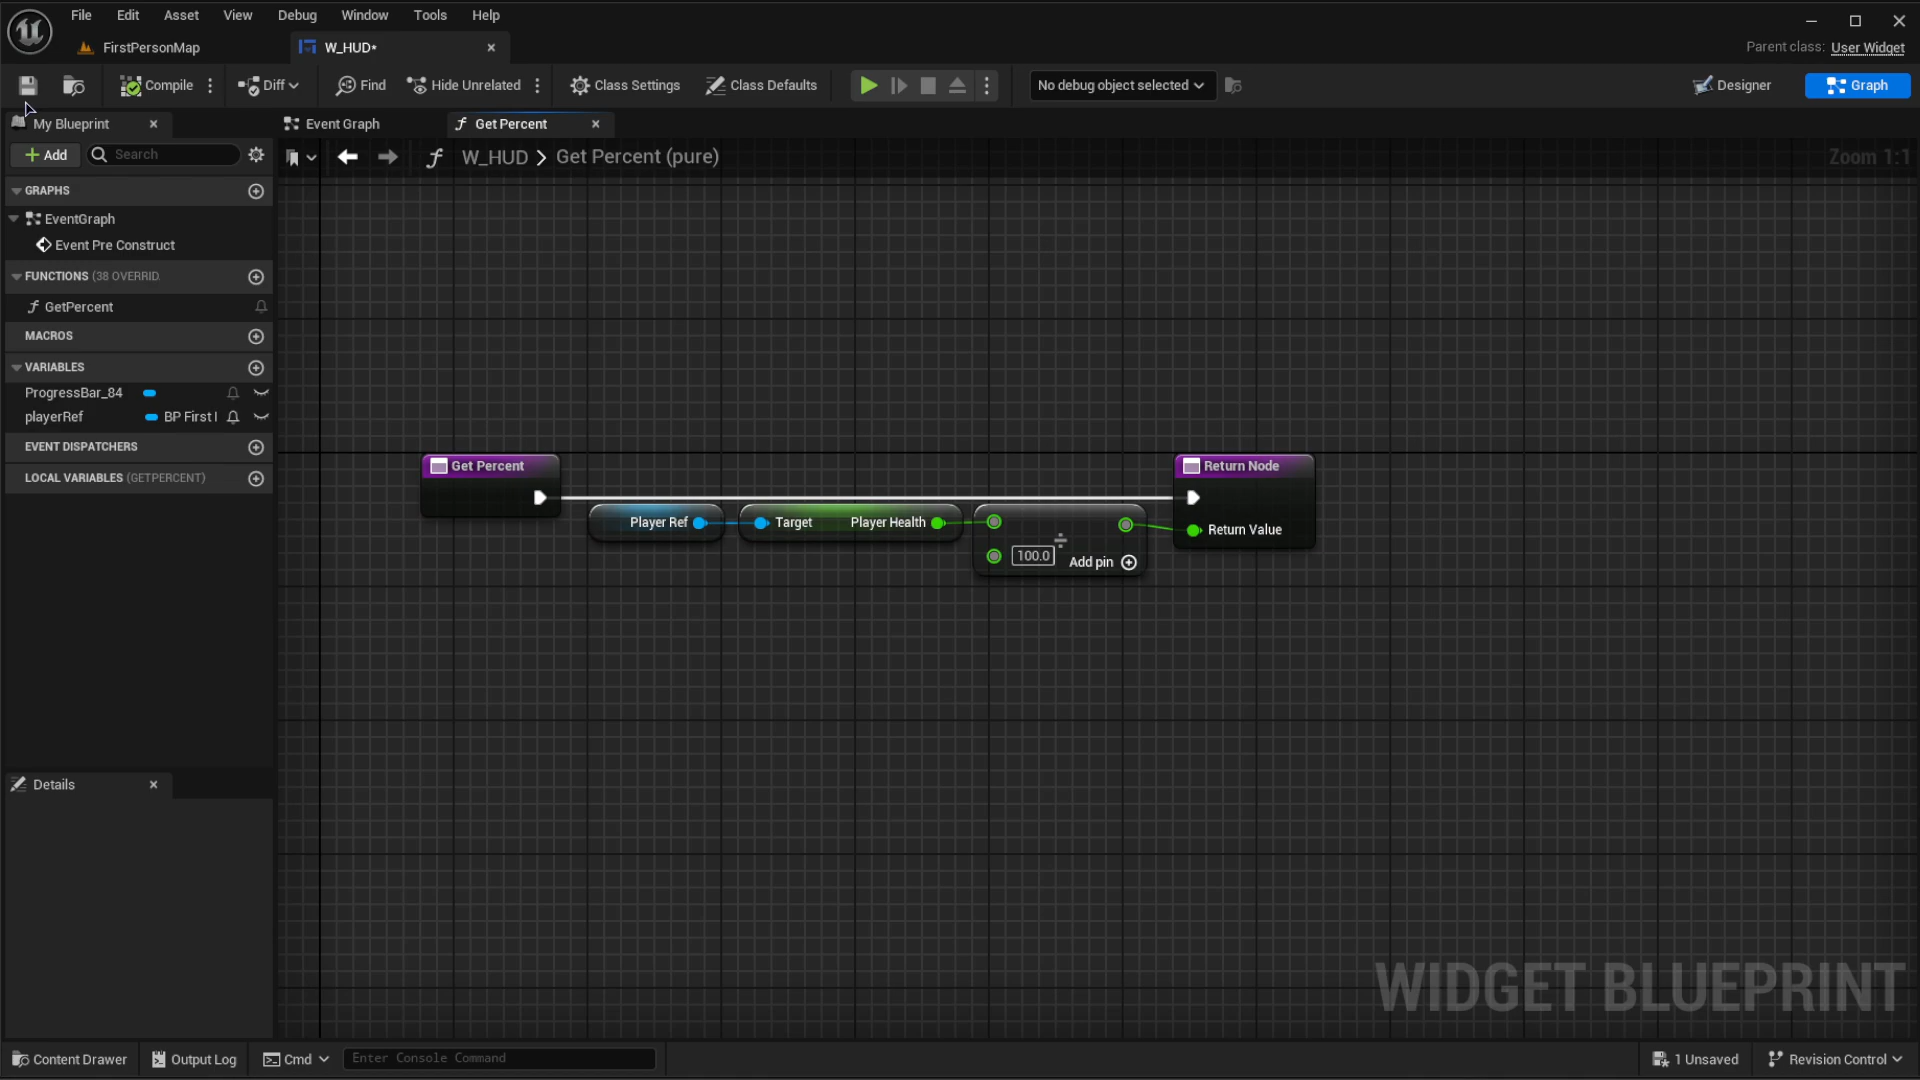 File Edit Asset View Debug Window Tools Help
FirstPersonMap W_HUD*
Parent class: User Widget
Compile Diff Find Hide Unrelated Class Settings Class Defaults No debug object selected Designer Graph
My Blueprint Event Graph Get Percent
+ Add Search W_HUD > Get Percent (pure) Zoom 1:1
GRAPHS
EventGraph
Event Pre Construct
FUNCTIONS (38 OVERRID
GetPercent
MACROS
VARIABLES
ProgressBar_84
playerRef BP First
EVENT DISPATCHERS
LOCAL VARIABLES (GETPERCENT)
Get Percent Return Node
Player Ref Target Player Health Return Value
÷
100.0 Add pin
Details
WIDGET BLUEPRINT
Content Drawer Output Log Cmd Enter Console Command 1 Unsaved Revision Control